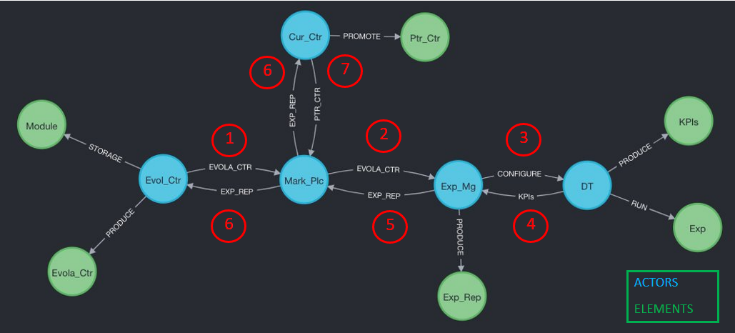 Cur_Ctr
PROMOTE
Ptr_Ctr
6
7
EXP_REP
PTR_CTR
Module
STORAGE
1
2
3
KPIs
PRODUCE
EVOLA_CTR
EVOLA_CTR
CONFIGURE
Evol_Ctr
Mark_Plc
Exp_Mg
DT
EXP_REP
EXP_REP
KPIs
RUN
6
5
4
Exp
PRODUCE
PRODUCE
Evola_Ctr
Exp_Rep
ACTORS
ELEMENTS